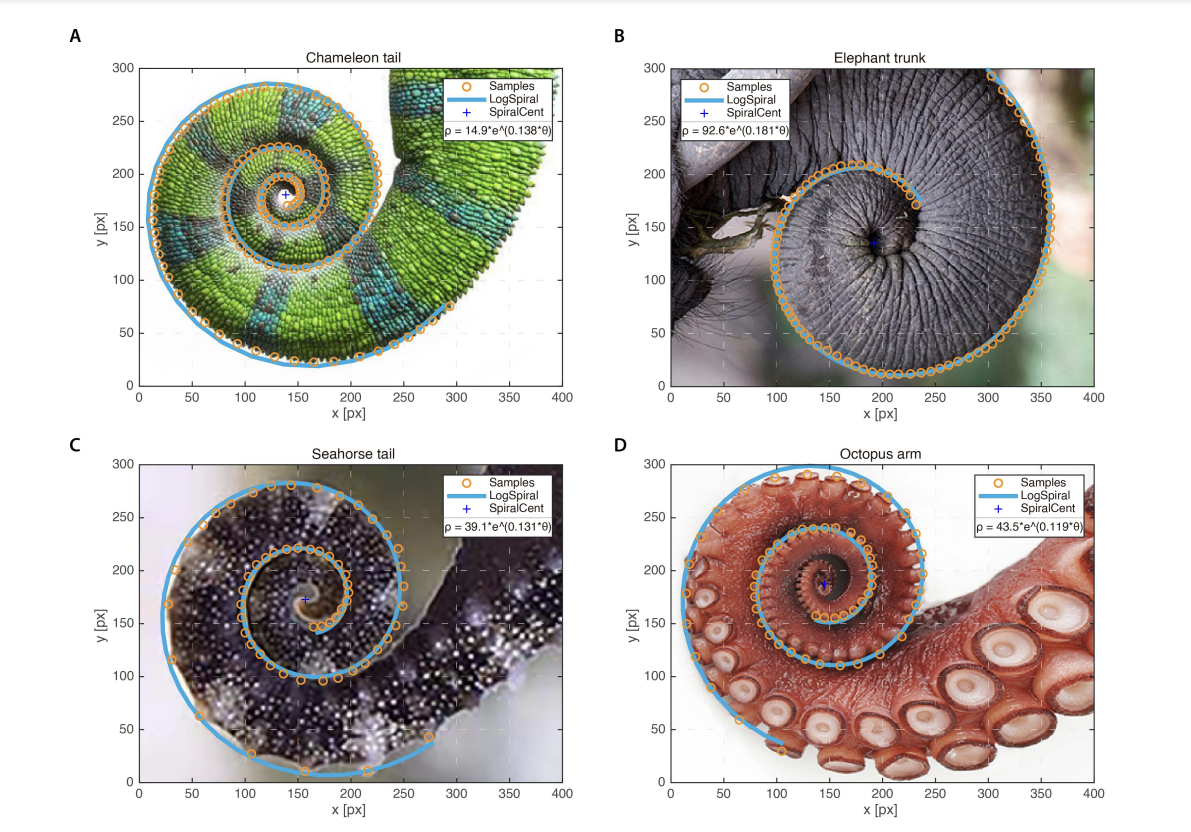 A
Chameleon tail
300
250
200
150
100
50
0
y [px]
0 50 100 150 200 250 300 350 400
x [px]
Samples
LogSpiral
SpiralCent
ρ = 14.9*e^(0.138*θ)
B
Elephant trunk
300
250
200
150
100
50
0
y [px]
0 50 100 150 200 250 300 350 400
x [px]
Samples
LogSpiral
SpiralCent
ρ = 92.6*e^(0.181*θ)
C
Seahorse tail
300
250
200
150
100
50
0
y [px]
0 50 100 150 200 250 300 350 400
x [px]
Samples
LogSpiral
SpiralCent
ρ = 39.1*e^(0.131*θ)
D
Octopus arm
300
250
200
150
100
50
0
y [px]
0 50 100 150 200 250 300 350 400
x [px]
Samples
LogSpiral
SpiralCent
ρ = 43.5*e^(0.119*θ)